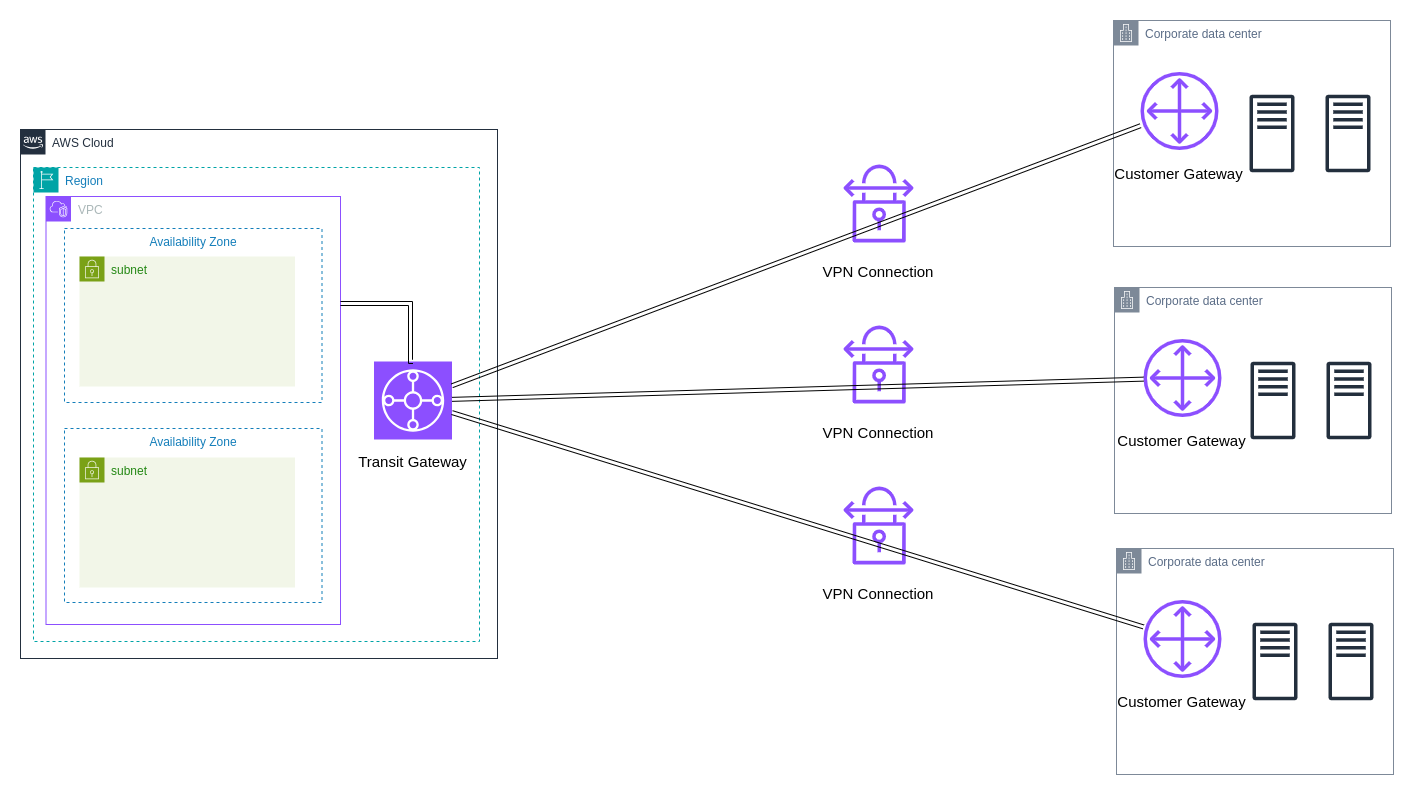 aws
AWS Cloud
Region
VPC
Availability Zone
subnet
Availability Zone
subnet
Transit Gateway
VPN Connection
VPN Connection
VPN Connection
Corporate data center
Customer Gateway
Corporate data center
Customer Gateway
Corporate data center
Customer Gateway